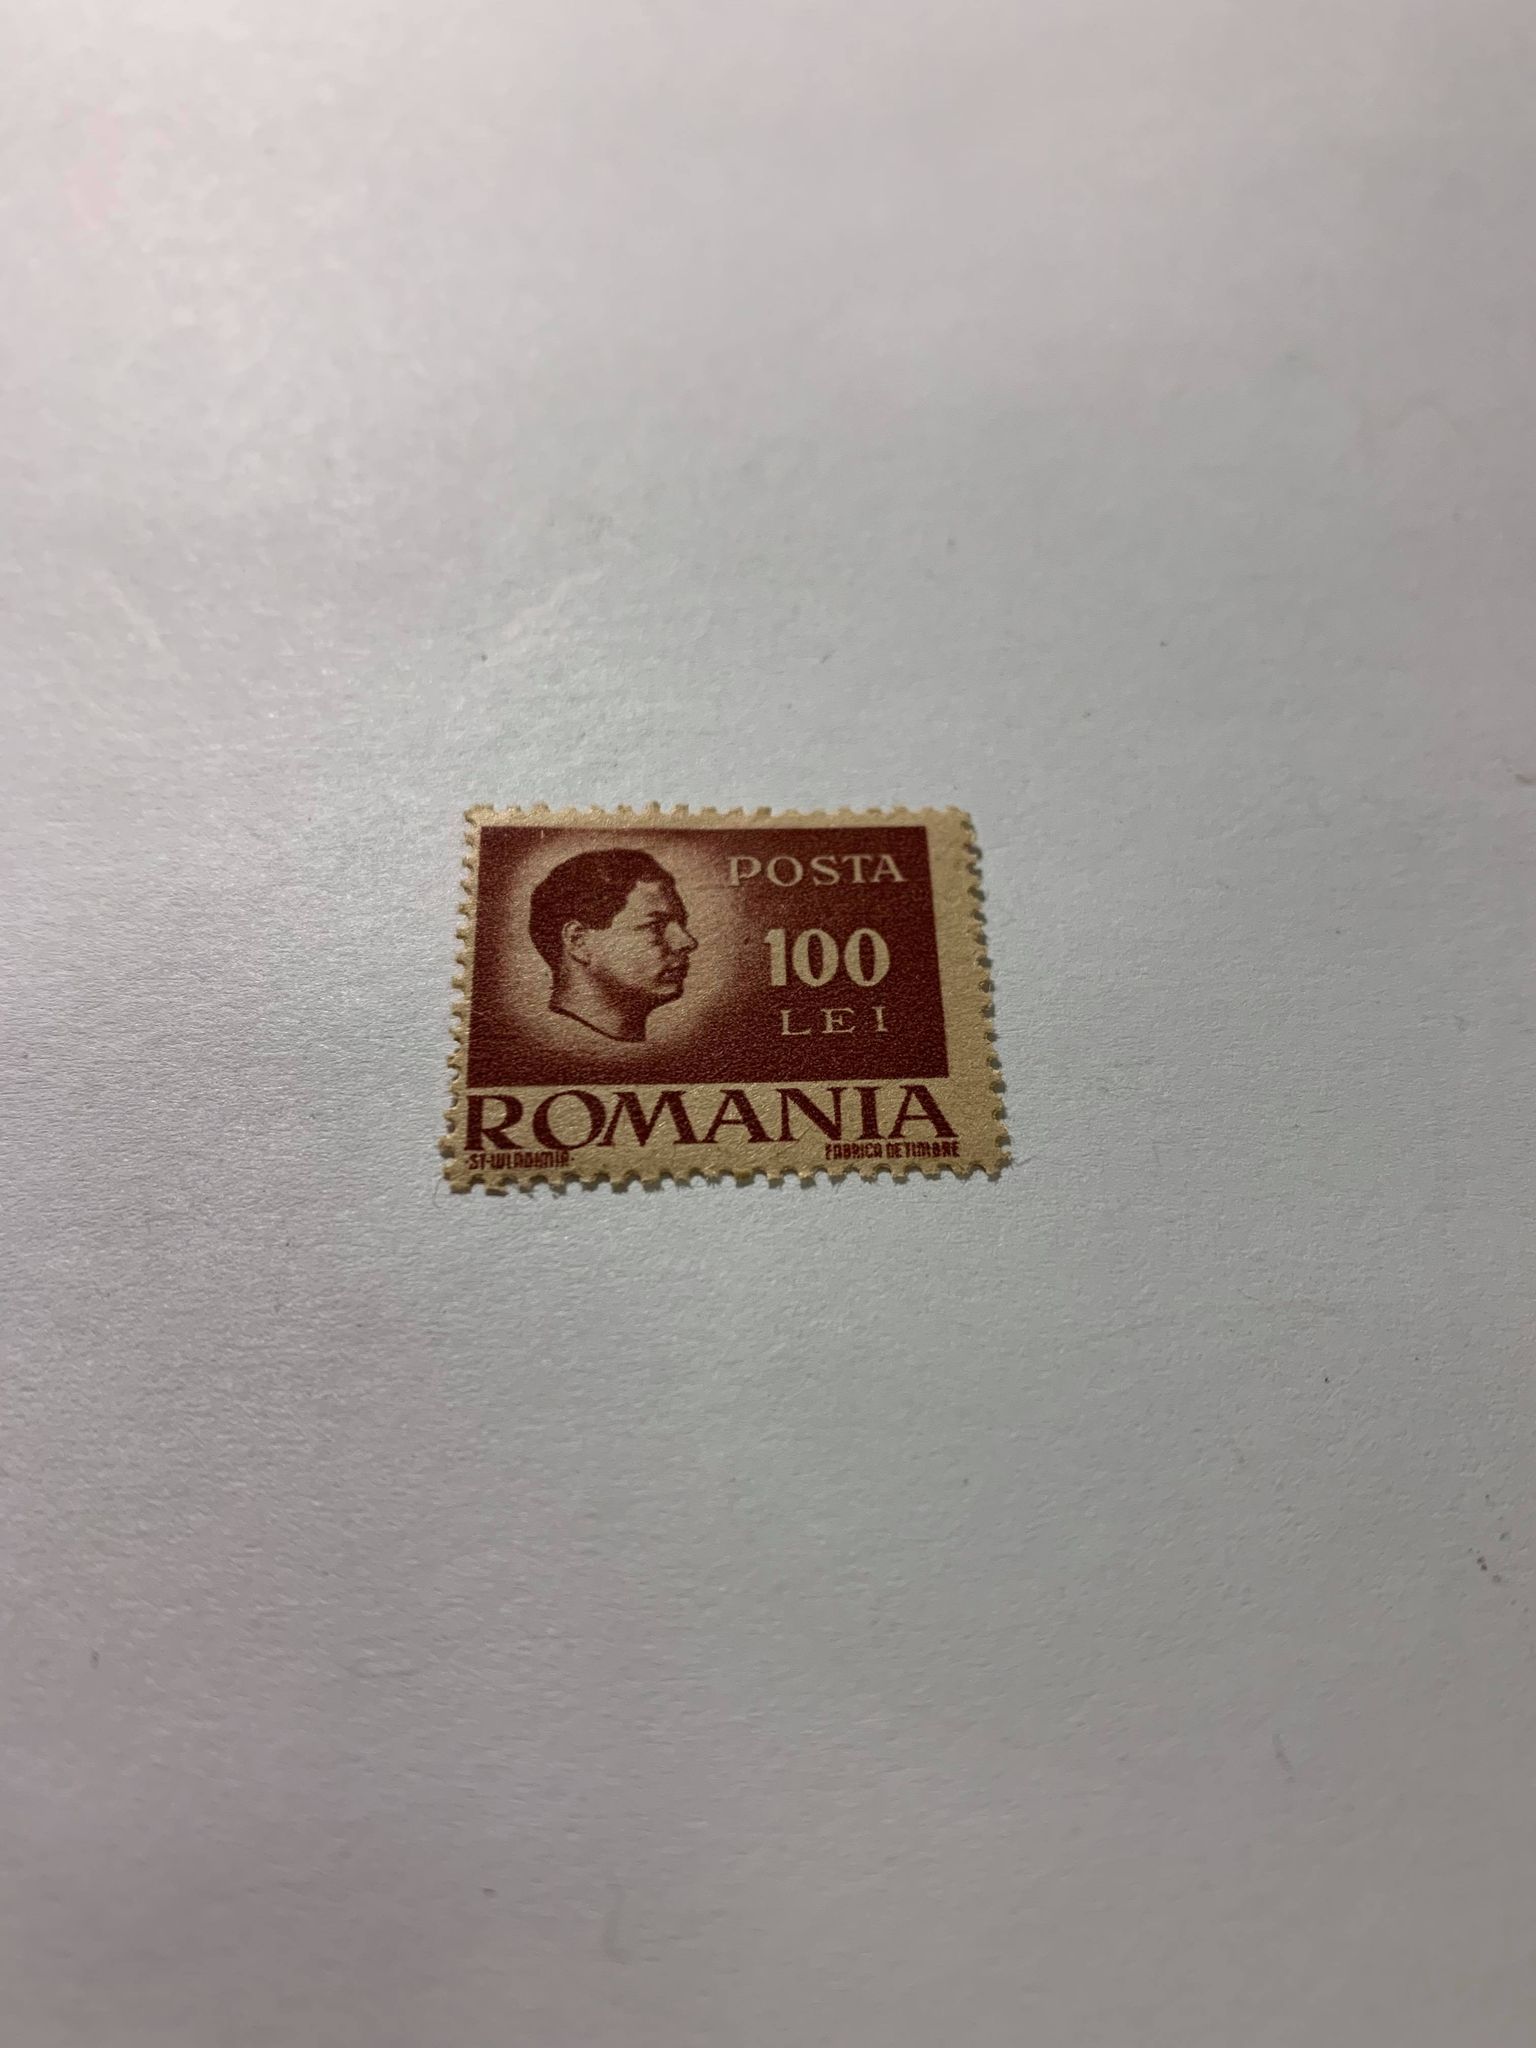 POSTA
100
LEI
ROMANIA
·ST·WLADIMIR· FABRICA DE TIMBRE